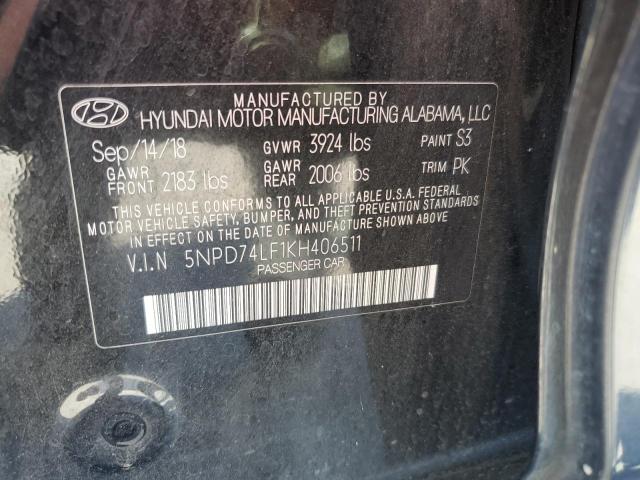 MANUFACTURED BY
HYUNDAI MOTOR MANUFACTURING ALABAMA, LLC
Sep/14/18 GVWR 3924 lbs PAINT S3
GAWR FRONT 2183 lbs GAWR REAR 2006 lbs TRIM PK
THIS VEHICLE CONFORMS TO ALL APPLICABLE U.S.A. FEDERAL
MOTOR VEHICLE SAFETY, BUMPER, AND THEFT PREVENTION STANDARDS
IN EFFECT ON THE DATE OF MANUFACTURE SHOWN ABOVE.
V.I.N 5NPD74LF1KH406511
PASSENGER CAR